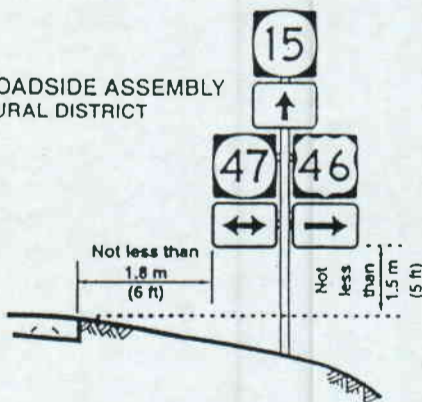 15
OADSIDE ASSEMBLY
URAL DISTRICT
47 46
Not less than
1.8 m
(6 ft)
Not
less
than
1.5 m
(5 ft)